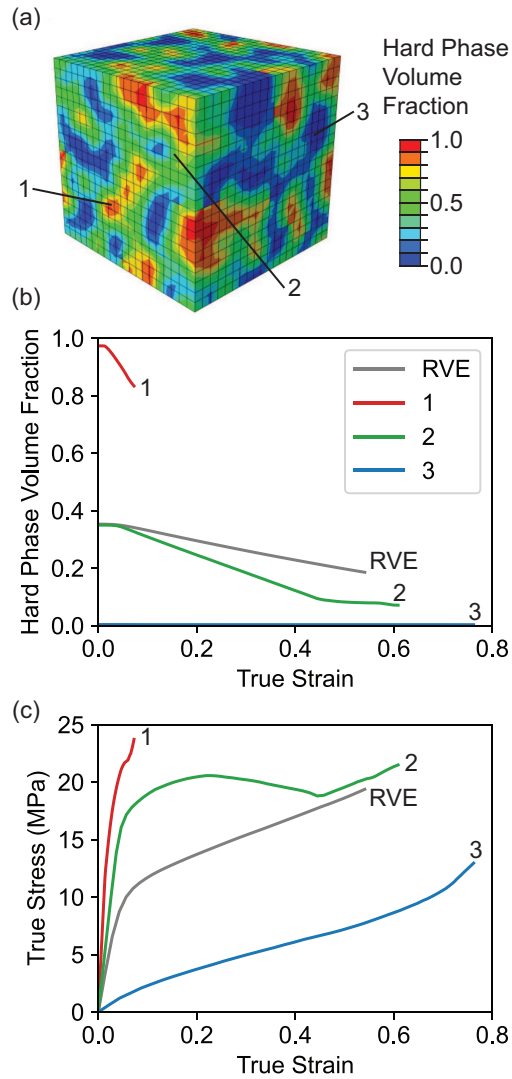 (a)
Hard Phase
Volume
Fraction
3
1.0
0.5
0.0
1
2
(b)
1.0
0.8
0.6
0.4
0.2
0.0
Hard Phase Volume Fraction
1
RVE
1
2
3
RVE
2
3
0.0 0.2 0.4 0.6 0.8
True Strain
(c)
25
20
15
10
5
0
True Stress (MPa)
1
2
RVE
3
0.0 0.2 0.4 0.6 0.8
True Strain